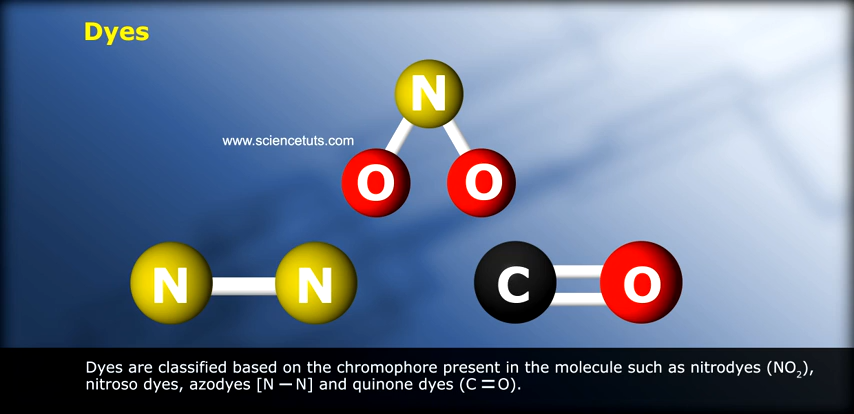 Dyes
N
www.sciencetuts.com
O O
N N C O
Dyes are classified based on the chromophore present in the molecule such as nitrodyes (NO₂),
nitroso dyes, azodyes [N — N] and quinone dyes (C = O).